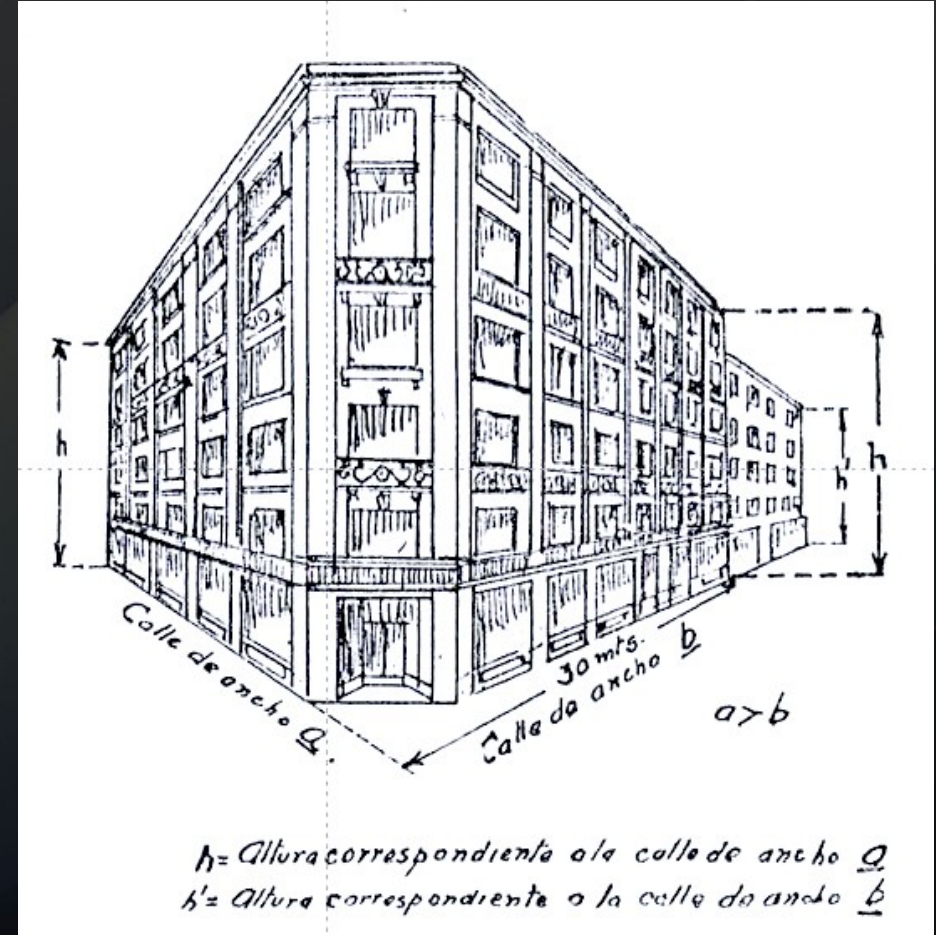 h
h
h'
Calle de ancho a.
30 mts.
Calle de ancho b
a>b
h= Altura correspondiente a la calle de ancho a
h'= Altura correspondiente a la calle de ancho b